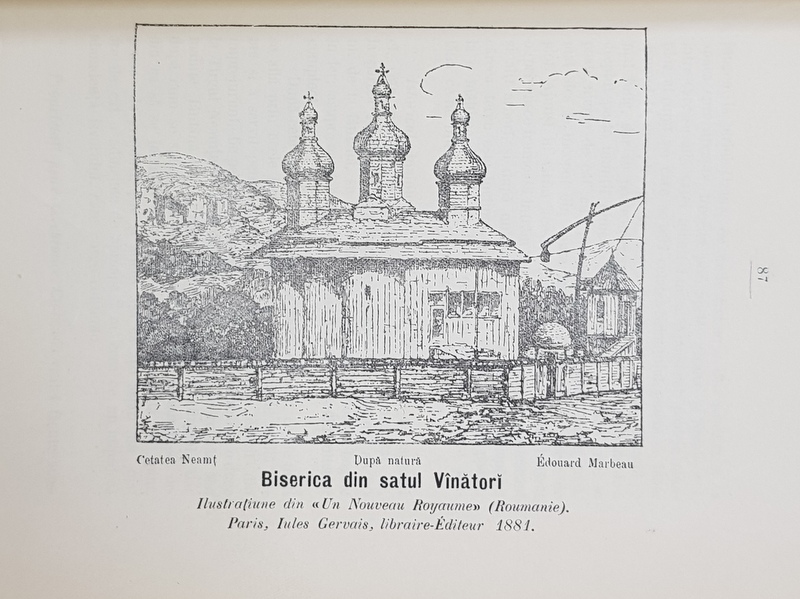 Cetatea Neamț După natură Édouard Marbeau
Biserica din satul Vînătorĭ
Ilustrațiune din «Un Nouveau Royaume» (Roumanie).
Paris, Iules Gervais, libraire-Éditeur 1881.
87